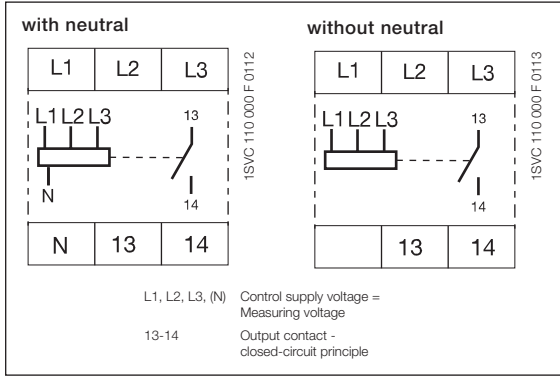 with neutral
L1 L2 L3
L1 L2 L3
13
N
14
N 13 14
1SVC 110 000 F 0112
without neutral
L1 L2 L3
L1 L2 L3
13
14
13 14
1SVC 110 000 F 0113
L1, L2, L3, (N) Control supply voltage =
Measuring voltage
13-14 Output contact -
closed-circuit principle